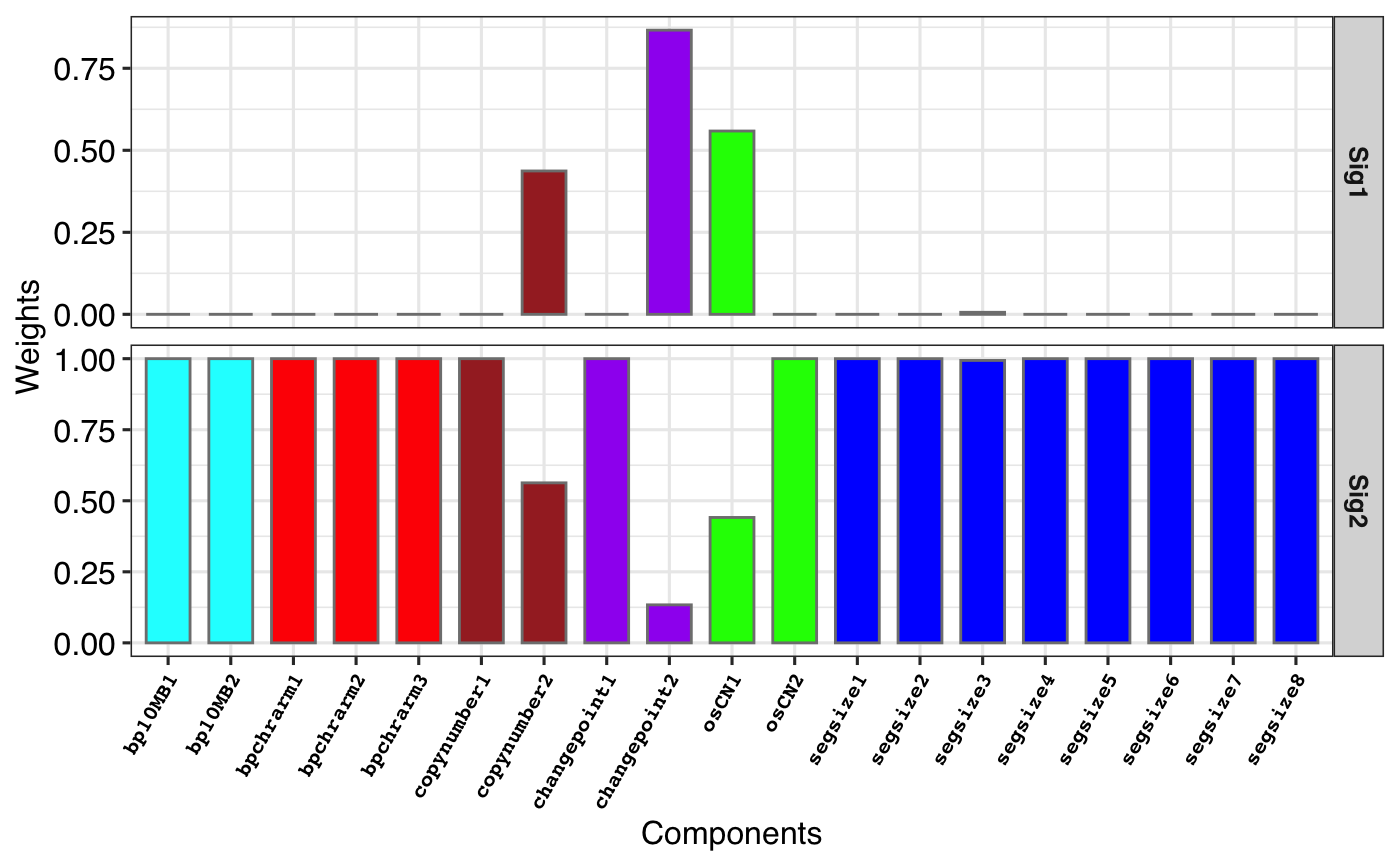 Weights
0.75
0.50
0.25
0.00
Sig1
1.00
0.75
0.50
0.25
0.00
Sig2
bp10MB1
bp10MB2
bpchrarm1
bpchrarm2
bpchrarm3
copynumber1
copynumber2
changepoint1
changepoint2
osCN1
osCN2
segsize1
segsize2
segsize3
segsize4
segsize5
segsize6
segsize7
segsize8
Components